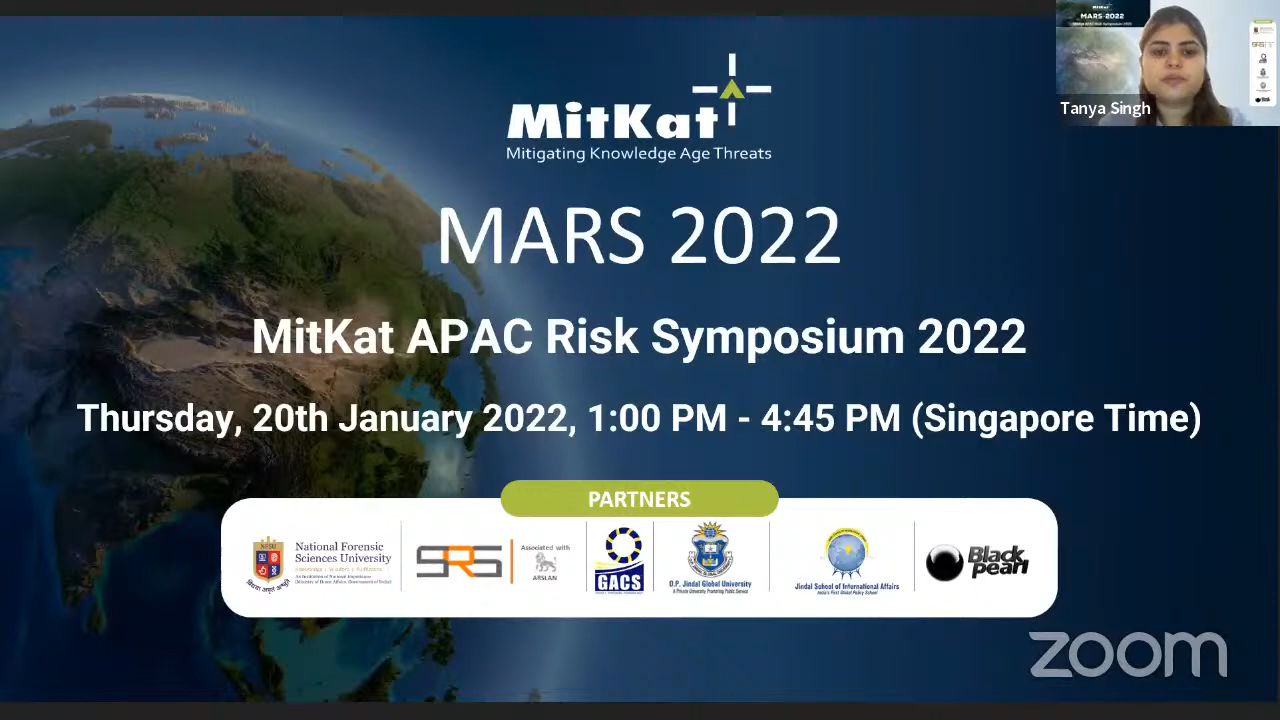 MitKat
Mitigating Knowledge Age Threats
MARS 2022
MitKat APAC Risk Symposium 2022
Thursday, 20th January 2022, 1:00 PM - 4:45 PM (Singapore Time)
PARTNERS
NFSU
National Forensic
Sciences University
SRS
Associated with
ARSLAN
GACS
O.P. Jindal Global University
A Private University Promoting Public Service
Jindal School of International Affairs
India's First Global Policy School
Black
pearl
MARS-2022
Tanya Singh
zoom